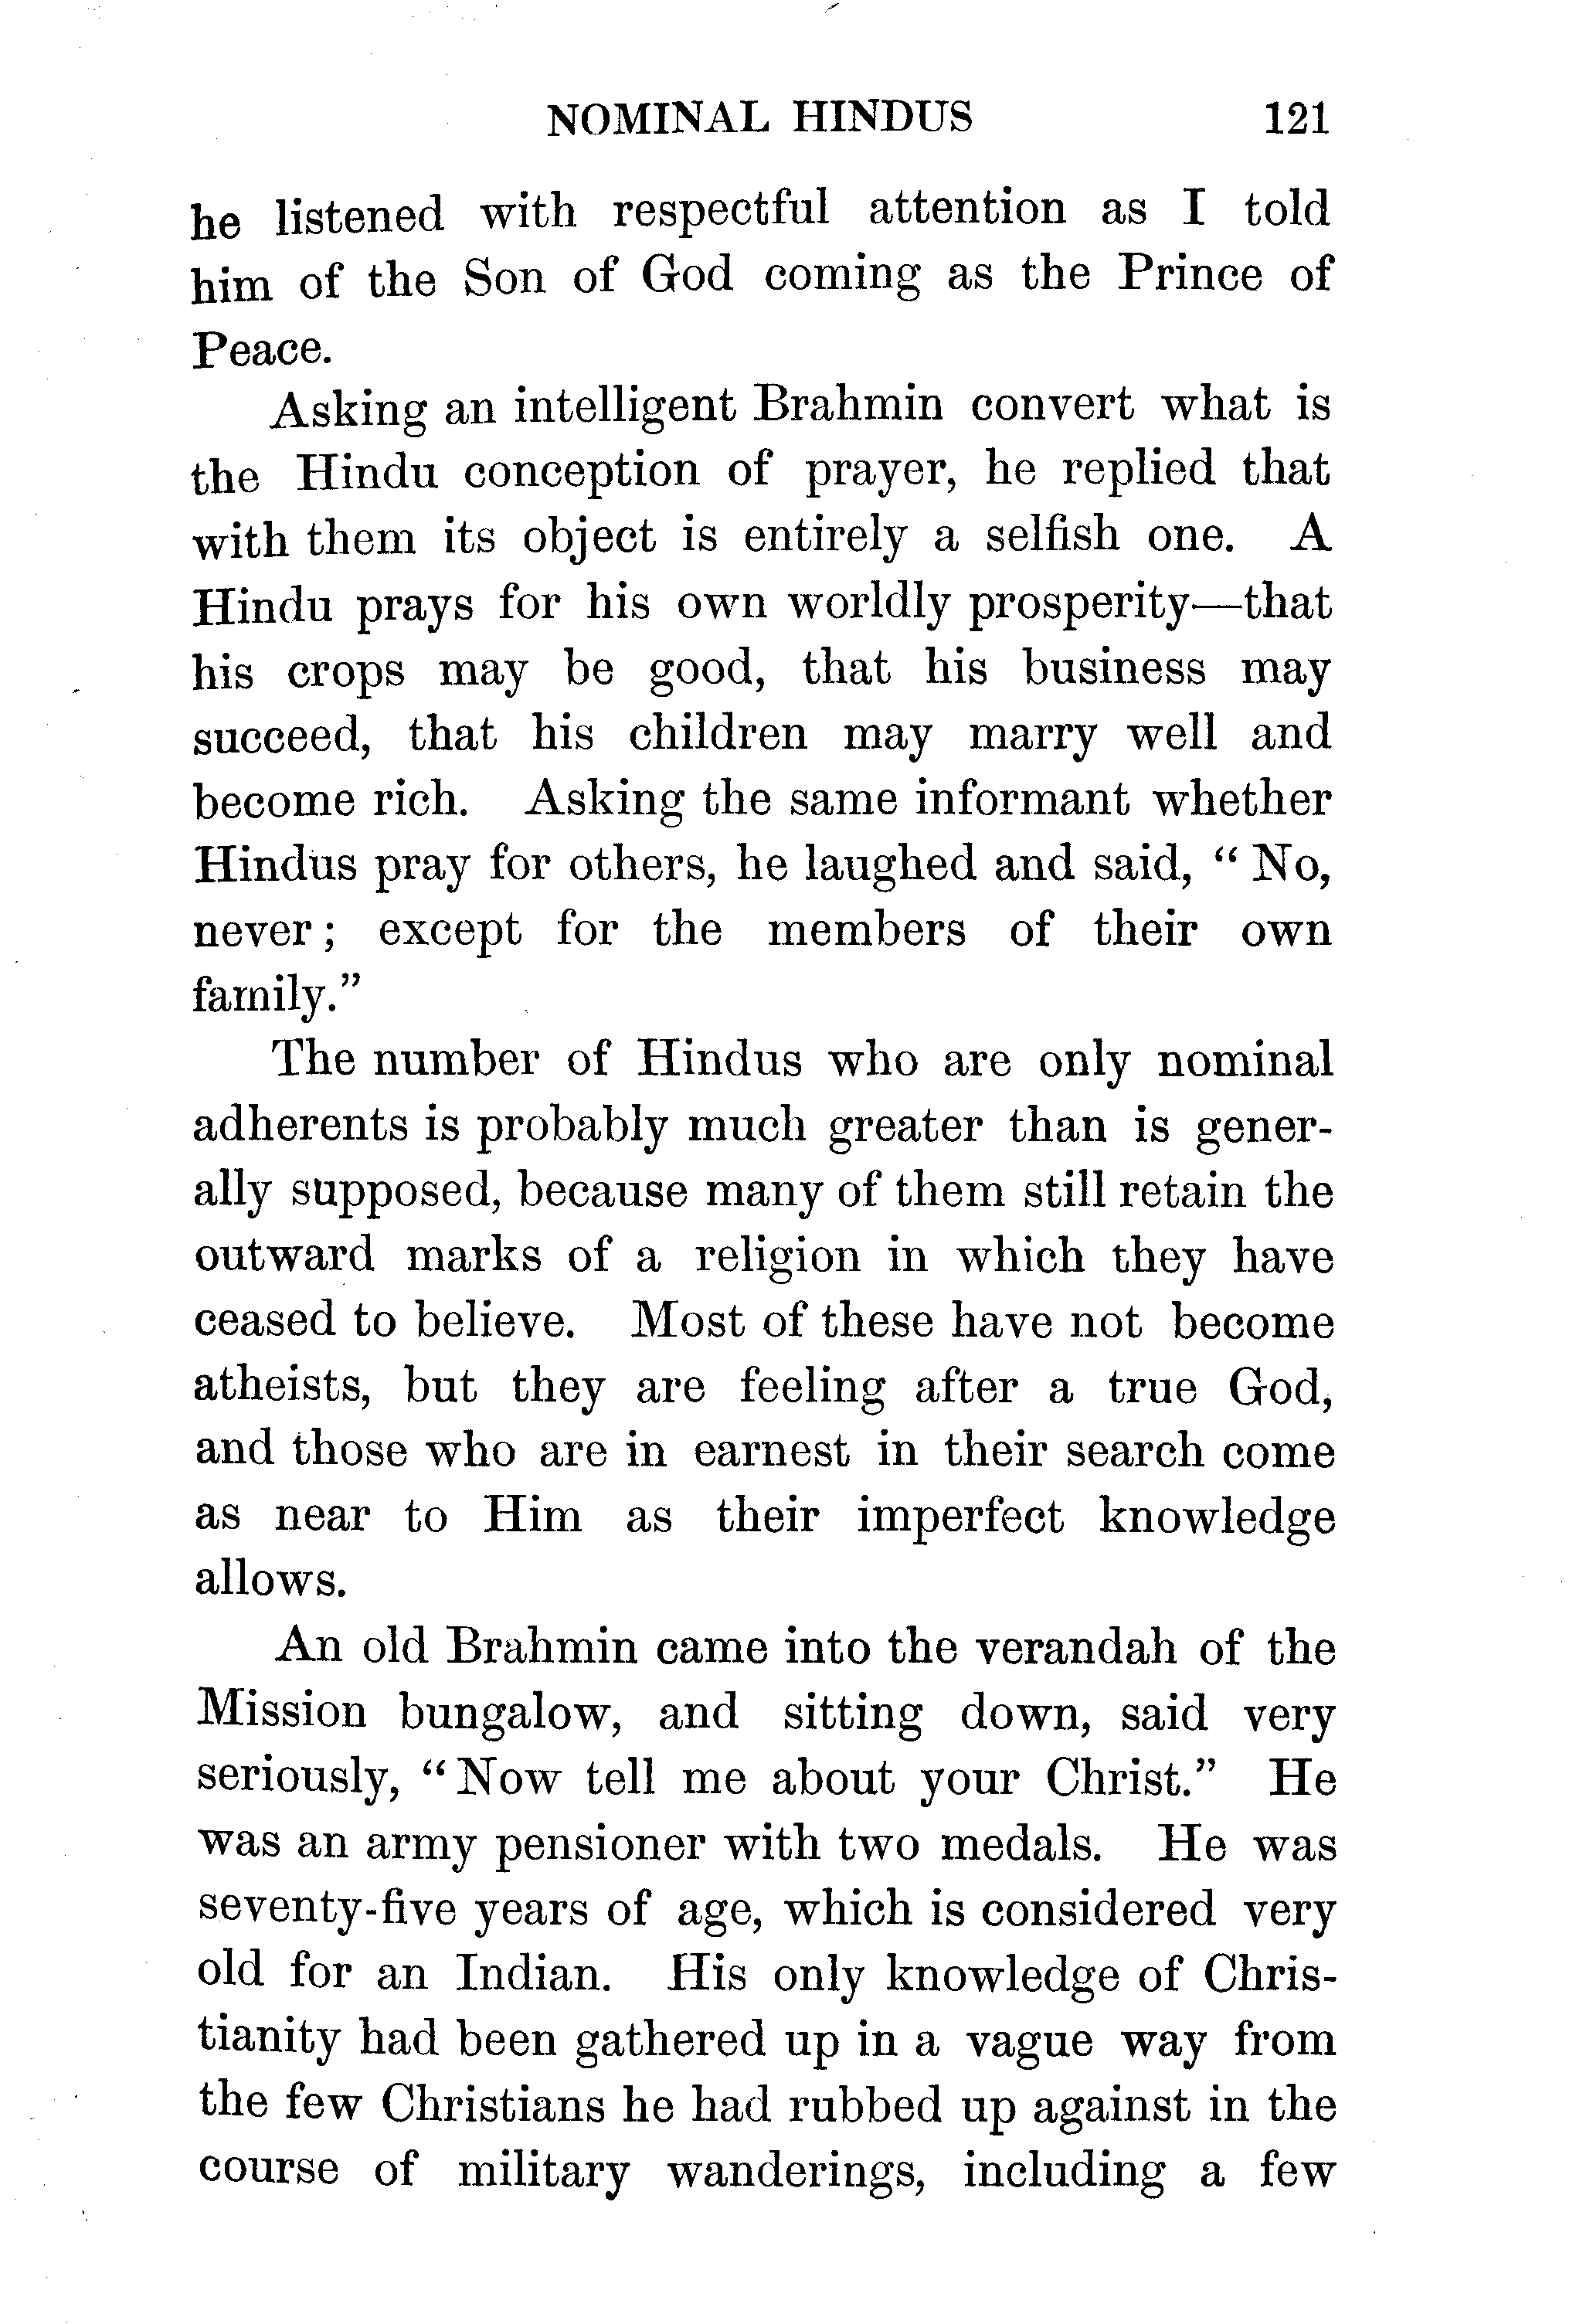 NOMINAL HINDUS 121
he listened with respectful attention as I told
him of the Son of God coming as the Prince of
Peace.
Asking an intelligent Brahmin convert what is
the Hindu conception of prayer, he replied that
with them its object is entirely a selfish one. A
Hindu prays for his own worldly prosperity—that
his crops may be good, that his business may
succeed, that his children may marry well and
become rich. Asking the same informant whether
Hindus pray for others, he laughed and said, “ No,
never ; except for the members of their own
family.”
The number of Hindus who are only nominal
adherents is probably much greater than is gener-
ally supposed, because many of them still retain the
outward marks of a religion in which they have
ceased to believe. Most of these have not become
atheists, but they are feeling after a true God,
and those who are in earnest in their search come
as near to Him as their imperfect knowledge
allows.
An old Brahmin came into the verandah of the
Mission bungalow, and sitting down, said very
seriously, “ Now tell me about your Christ.” He
was an army pensioner with two medals. He was
seventy-five years of age, which is considered very
old for an Indian. His only knowledge of Chris-
tianity had been gathered up in a vague way from
the few Christians he had rubbed up against in the
course of military wanderings, including a few